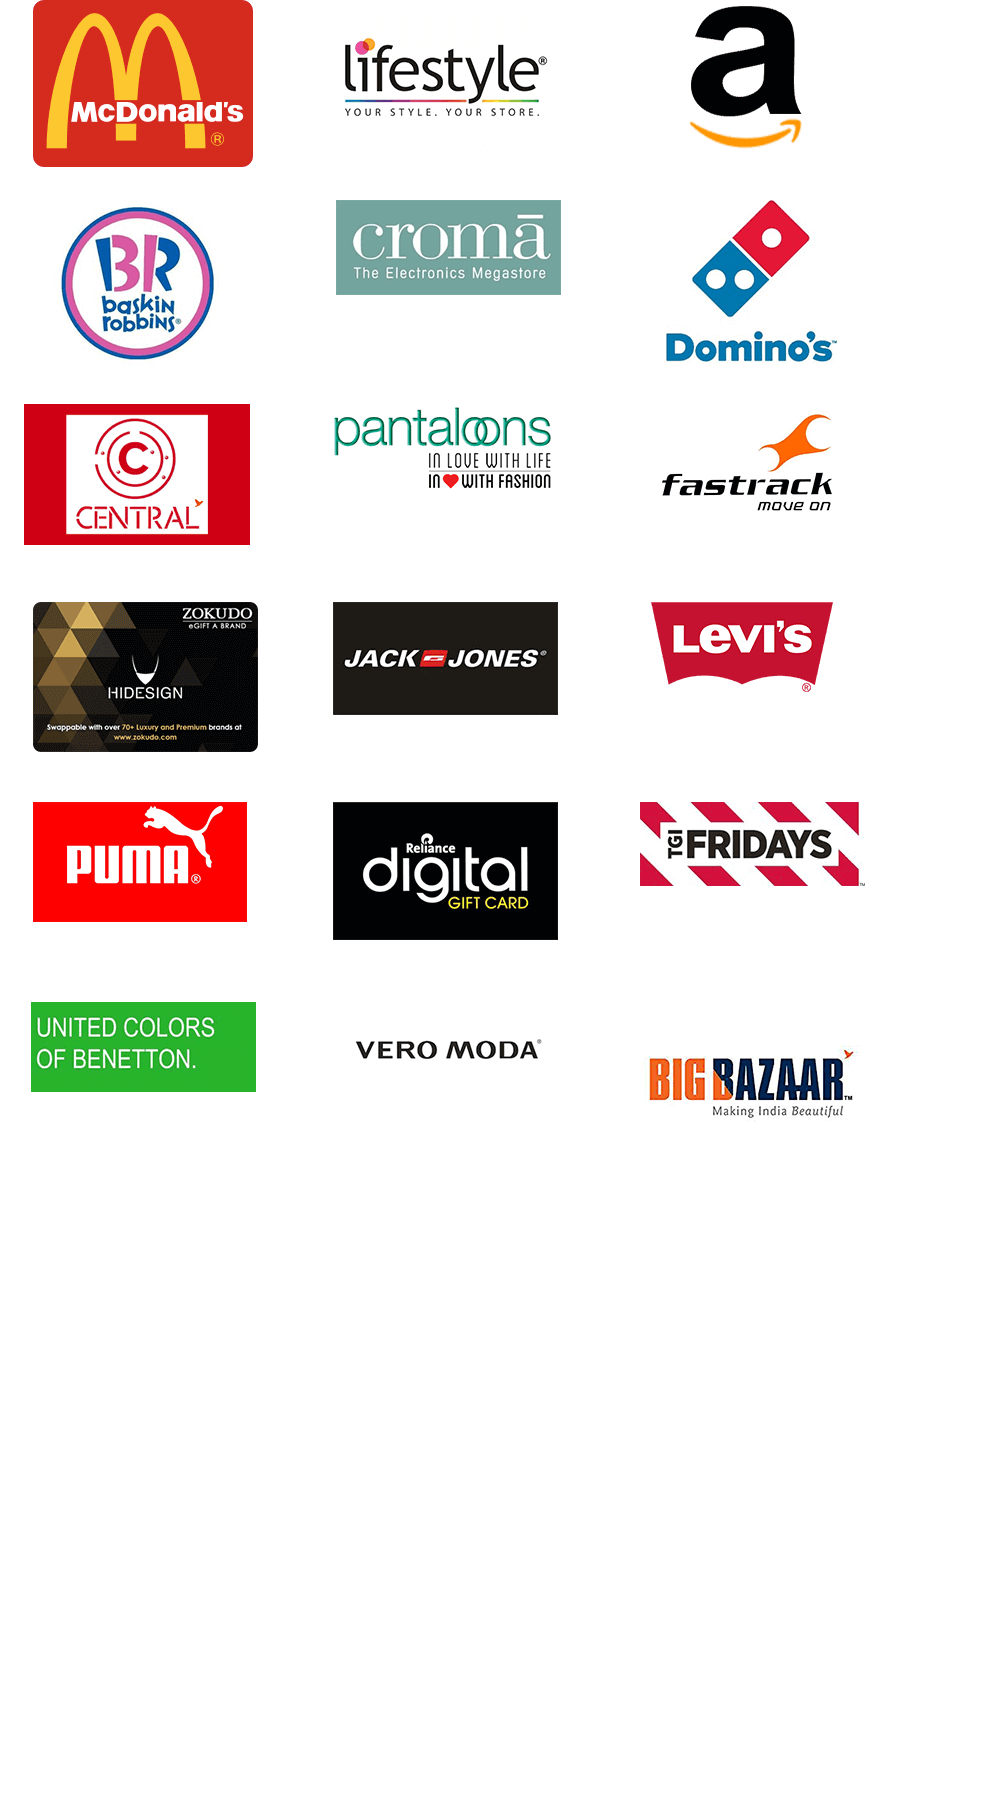 McDonald's
®
lifestyle®
YOUR STYLE. YOUR STORE.
a
BR
baskin
robbins®
cromā
The Electronics Megastore
Domino's™
C
CENTRAL
pantaloons
IN LOVE WITH LIFE
IN WITH FASHION
fastrack
move on
ZOKUDO
eGIFT A BRAND
HIDESIGN
Swappable with over 70+ Luxury and Premium brands at
www.zokudo.com
JACK JONES®
LEVI'S
®
PUMA®
Reliance
digital
GIFT CARD
TGI FRIDAYS™
UNITED COLORS
OF BENETTON.
VERO MODA®
BIG BAZAAR™
Making India Beautiful